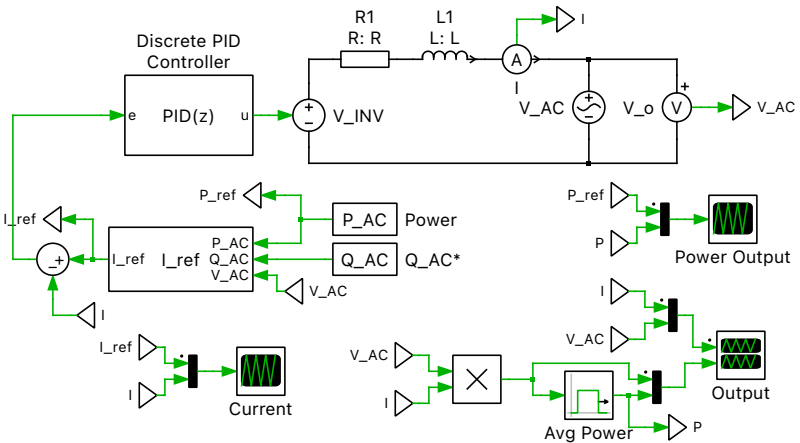 R1
R: R
L1
L: L
I
A
I
Discrete PID
Controller
e
PID(z)
u
V_INV
V_AC
V_o
V
V_AC
I_ref
P_ref
P_AC
Power
I_ref
I_ref
P_AC
Q_AC
V_AC
Q_AC
Q_AC*
V_AC
I
P_ref
P
Power Output
I_ref
I
Current
V_AC
I
Avg Power
I
V_AC
Output
P